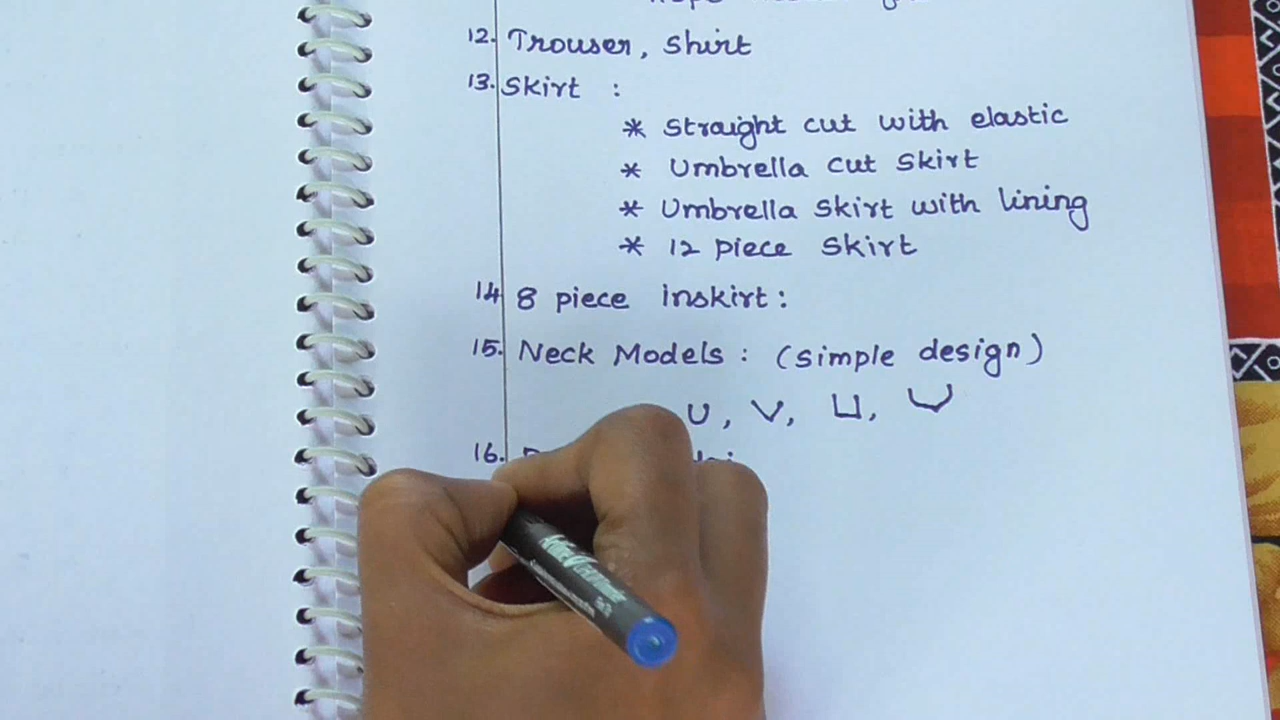 12. Trouser, Shirt
13. Skirt :
* Straight cut with elastic
* Umbrella cut skirt
* Umbrella skirt with lining
* 12 piece skirt
14 8 piece inskirt :
15. Neck Models : (simple design)
U, V,
16.